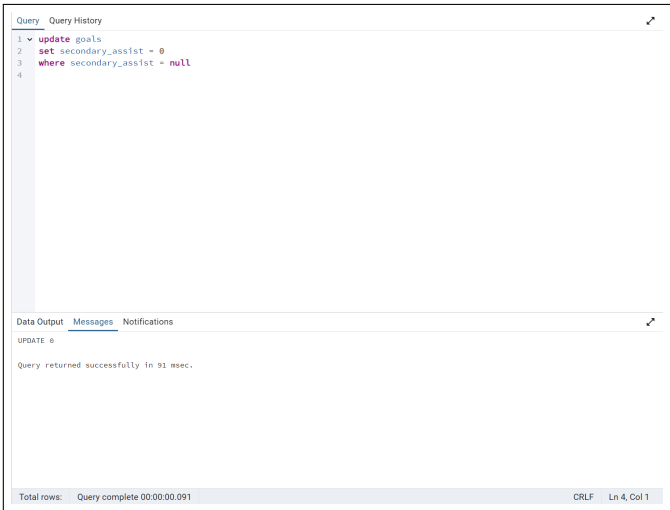 Query Query History
1 update goals
2 set secondary_assist = 0
3 where secondary_assist = null
4
Data Output Messages Notifications
UPDATE 0
Query returned successfully in 91 msec.
Total rows: Query complete 00:00:00.091 CRLF Ln 4, Col 1